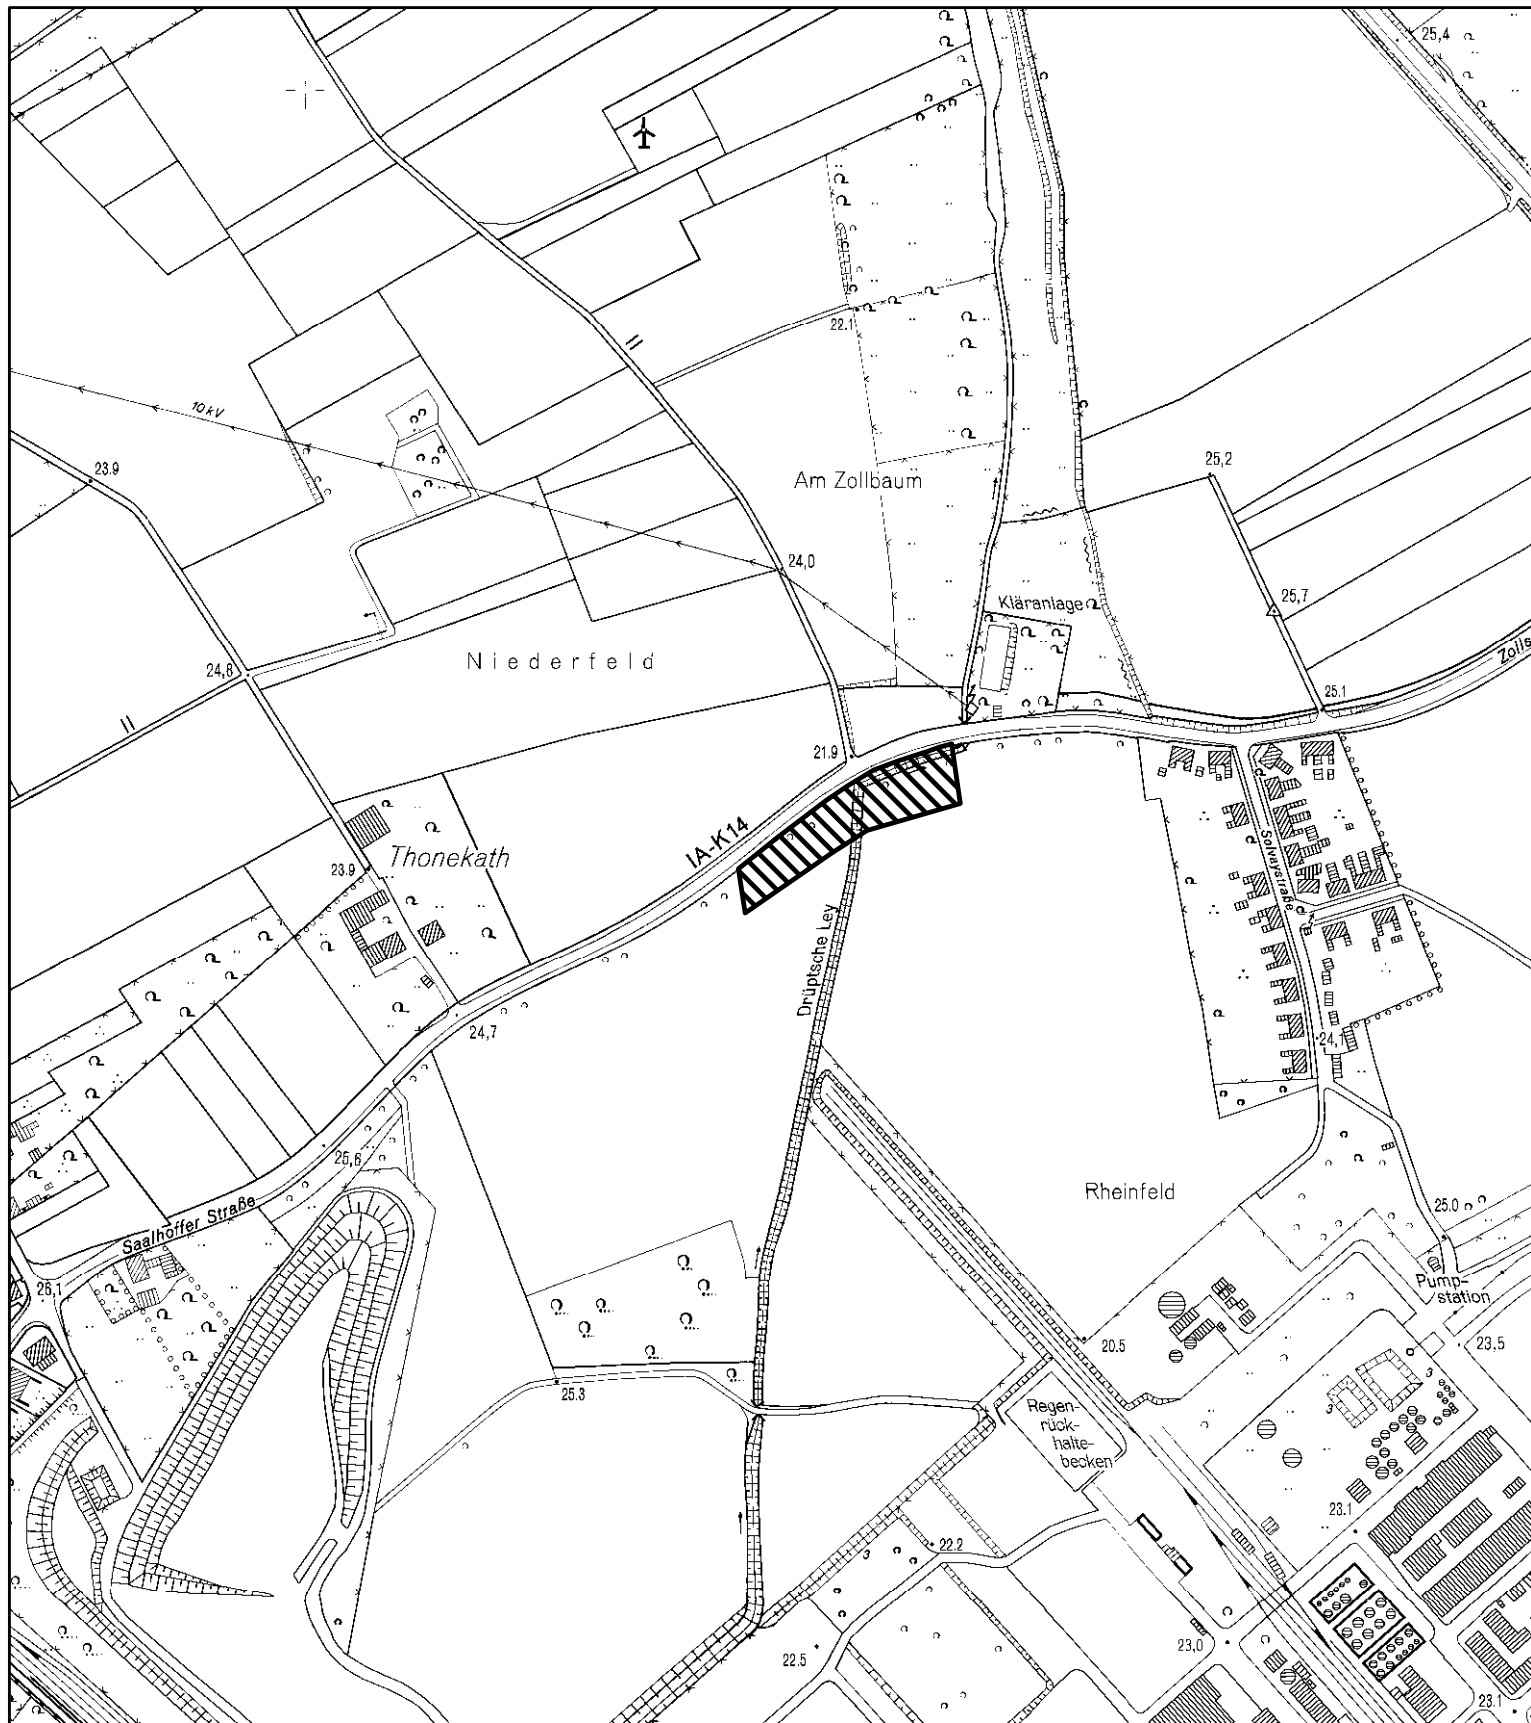 25,4
22.1
10 kV
23.9
25,2
Am Zollbaum
24,0
25,7
Kläranlage
Niederfeld
24,8
Zolls
25.1
21.9
IA-K14
Thonekath
23.9
Solvaystraße
Drüptsche Ley
24,7
24,1
25,6
Rheinfeld
25.0
Saalhoffer Straße
26,1
Pump-
station
20.5
23,5
25.3
Regen-
rück-
halte-
becken
3
3
23.1
22.2
3
23,0
22.5
23.1